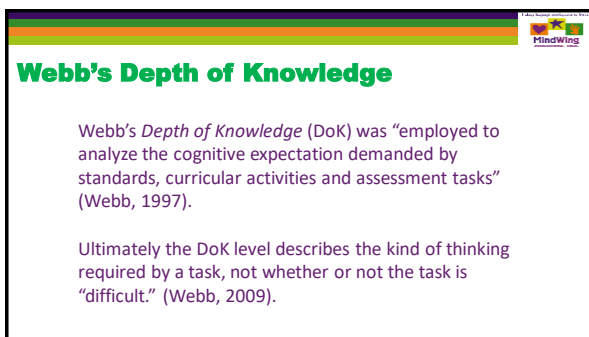 MindWing
Webb's Depth of Knowledge
Webb's Depth of Knowledge (DoK) was “employed to
analyze the cognitive expectation demanded by
standards, curricular activities and assessment tasks”
(Webb, 1997).
Ultimately the DoK level describes the kind of thinking
required by a task, not whether or not the task is
“difficult.” (Webb, 2009).